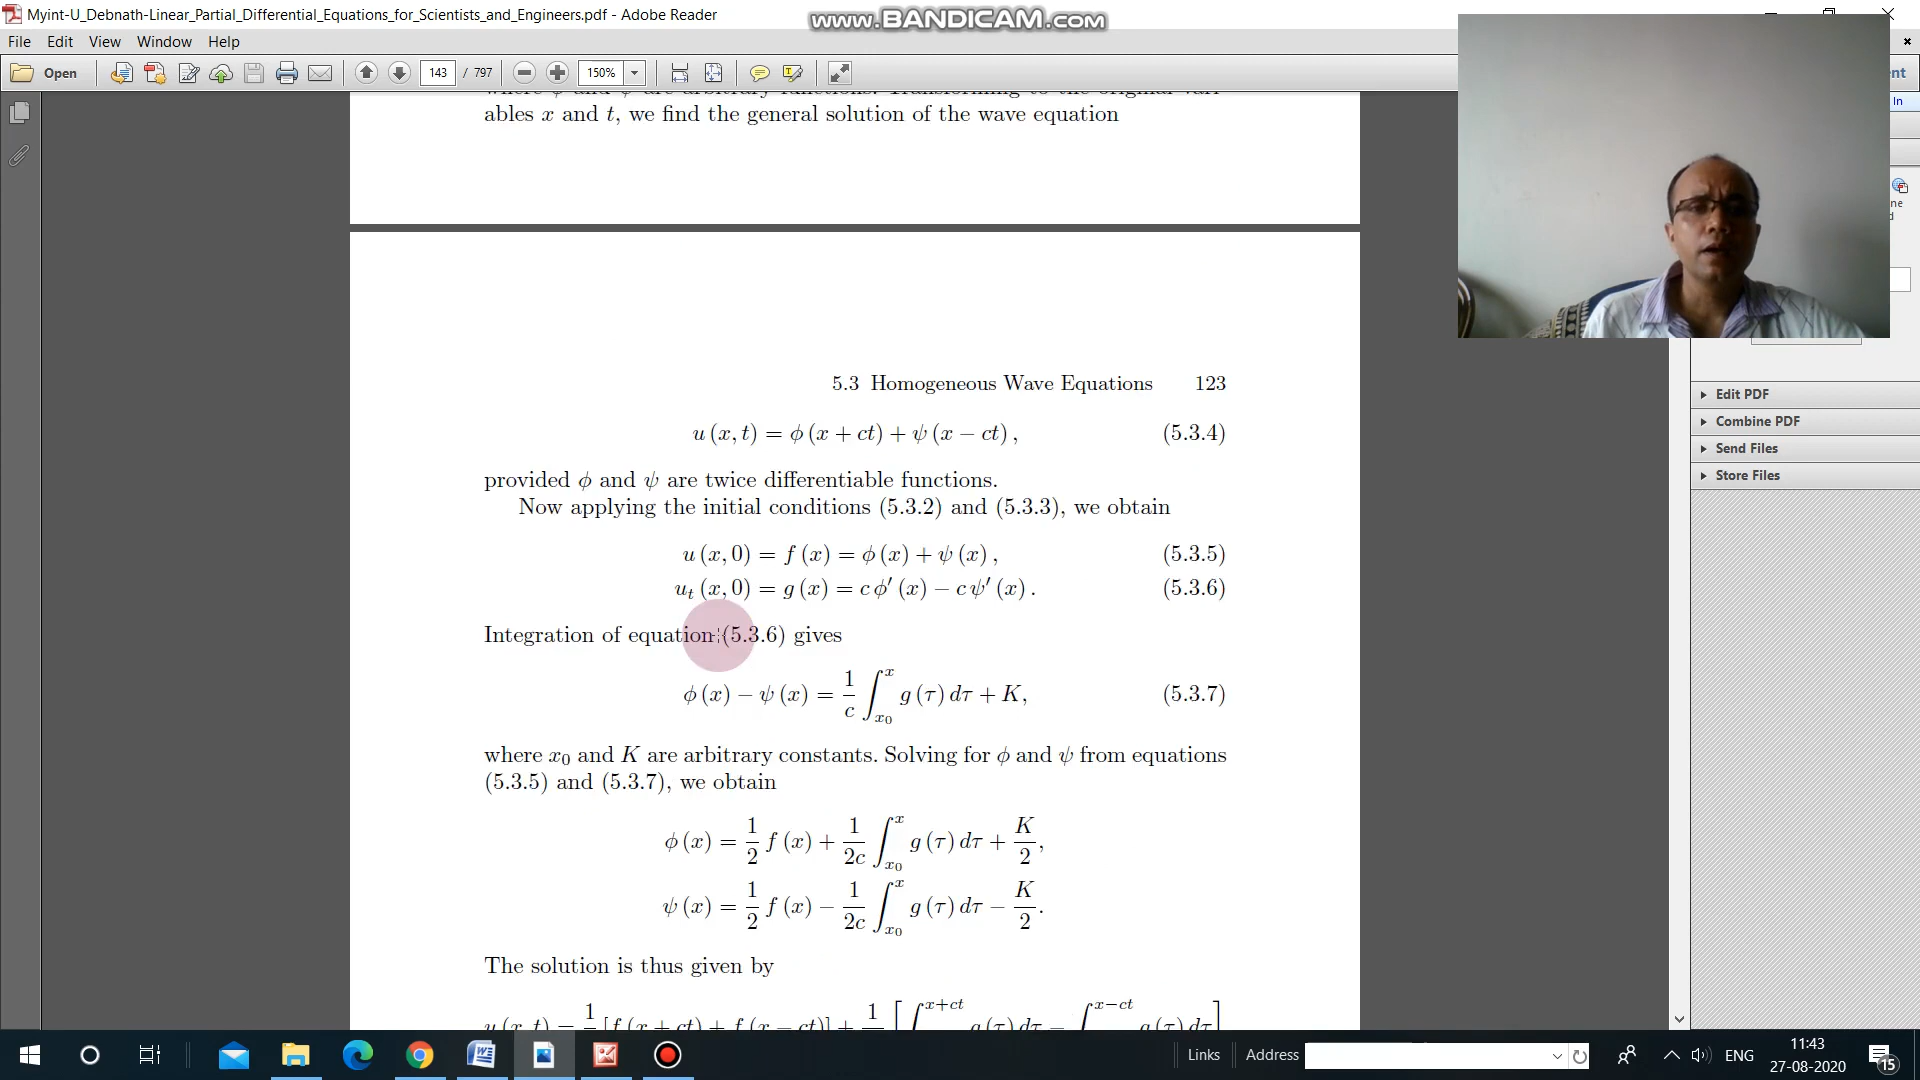 Myint-U_Debnath-Linear_Partial_Differential_Equations_for_Scientists_and_Engineers.pdf - Adobe Reader
www.BANDICAM.com
File Edit View Window Help
Open 143 / 797 150%
ables x and t, we find the general solution of the wave equation
5.3 Homogeneous Wave Equations 123
u (x, t) = ϕ (x + ct) + ψ (x − ct) , (5.3.4)
provided ϕ and ψ are twice differentiable functions.
Now applying the initial conditions (5.3.2) and (5.3.3), we obtain
u (x, 0) = f (x) = ϕ (x) + ψ (x) , (5.3.5)
uₜ (x, 0) = g (x) = c ϕ′ (x) − c ψ′ (x) . (5.3.6)
Integration of equation (5.3.6) gives
ϕ (x) − ψ (x) = 1/c ∫_{x₀}^{x} g (τ) dτ + K, (5.3.7)
where x₀ and K are arbitrary constants. Solving for ϕ and ψ from equations
(5.3.5) and (5.3.7), we obtain
ϕ (x) = 1/2 f (x) + 1/2c ∫_{x₀}^{x} g (τ) dτ + K/2,
ψ (x) = 1/2 f (x) − 1/2c ∫_{x₀}^{x} g (τ) dτ − K/2.
The solution is thus given by
In
Edit PDF
Combine PDF
Send Files
Store Files
Links Address ENG
11:43
27-08-2020
15